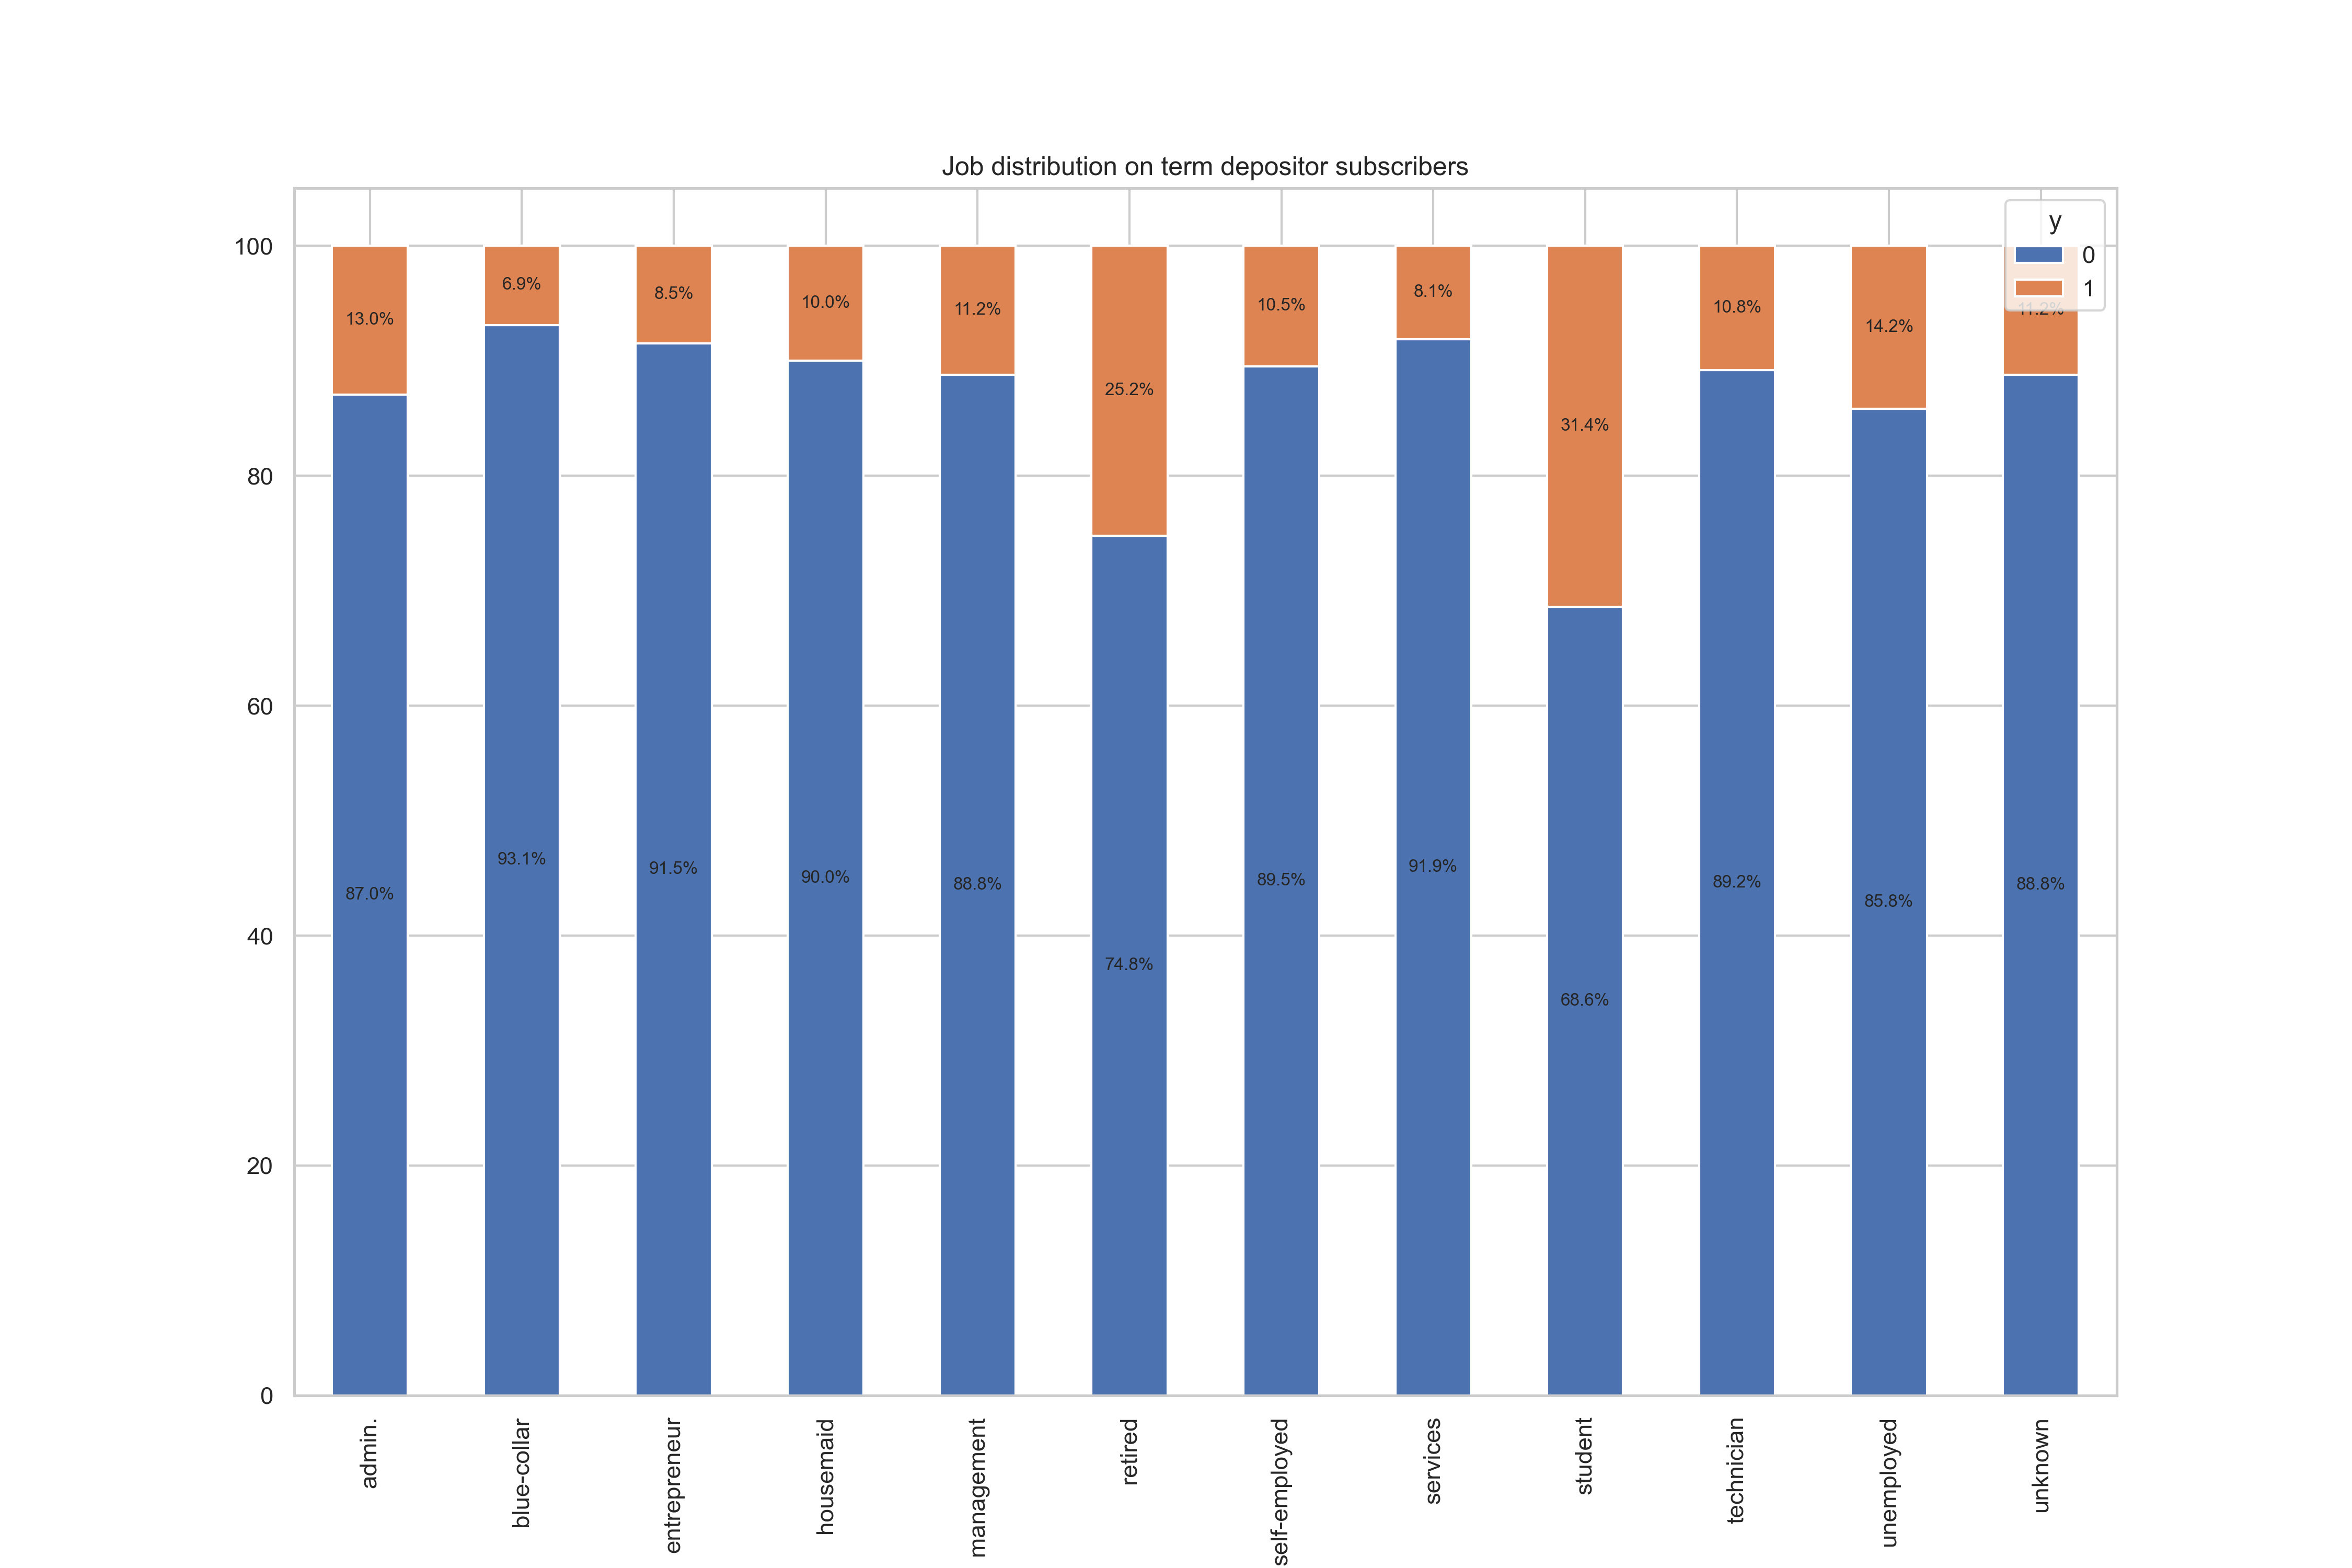 Job distribution on term depositor subscribers
y
0
1
100
80
60
40
20
0
13.0%
6.9%
8.5%
10.0%
11.2%
25.2%
10.5%
8.1%
31.4%
10.8%
14.2%
11.2%
87.0%
93.1%
91.5%
90.0%
88.8%
74.8%
89.5%
91.9%
68.6%
89.2%
85.8%
88.8%
admin.
blue-collar
entrepreneur
housemaid
management
retired
self-employed
services
student
technician
unemployed
unknown